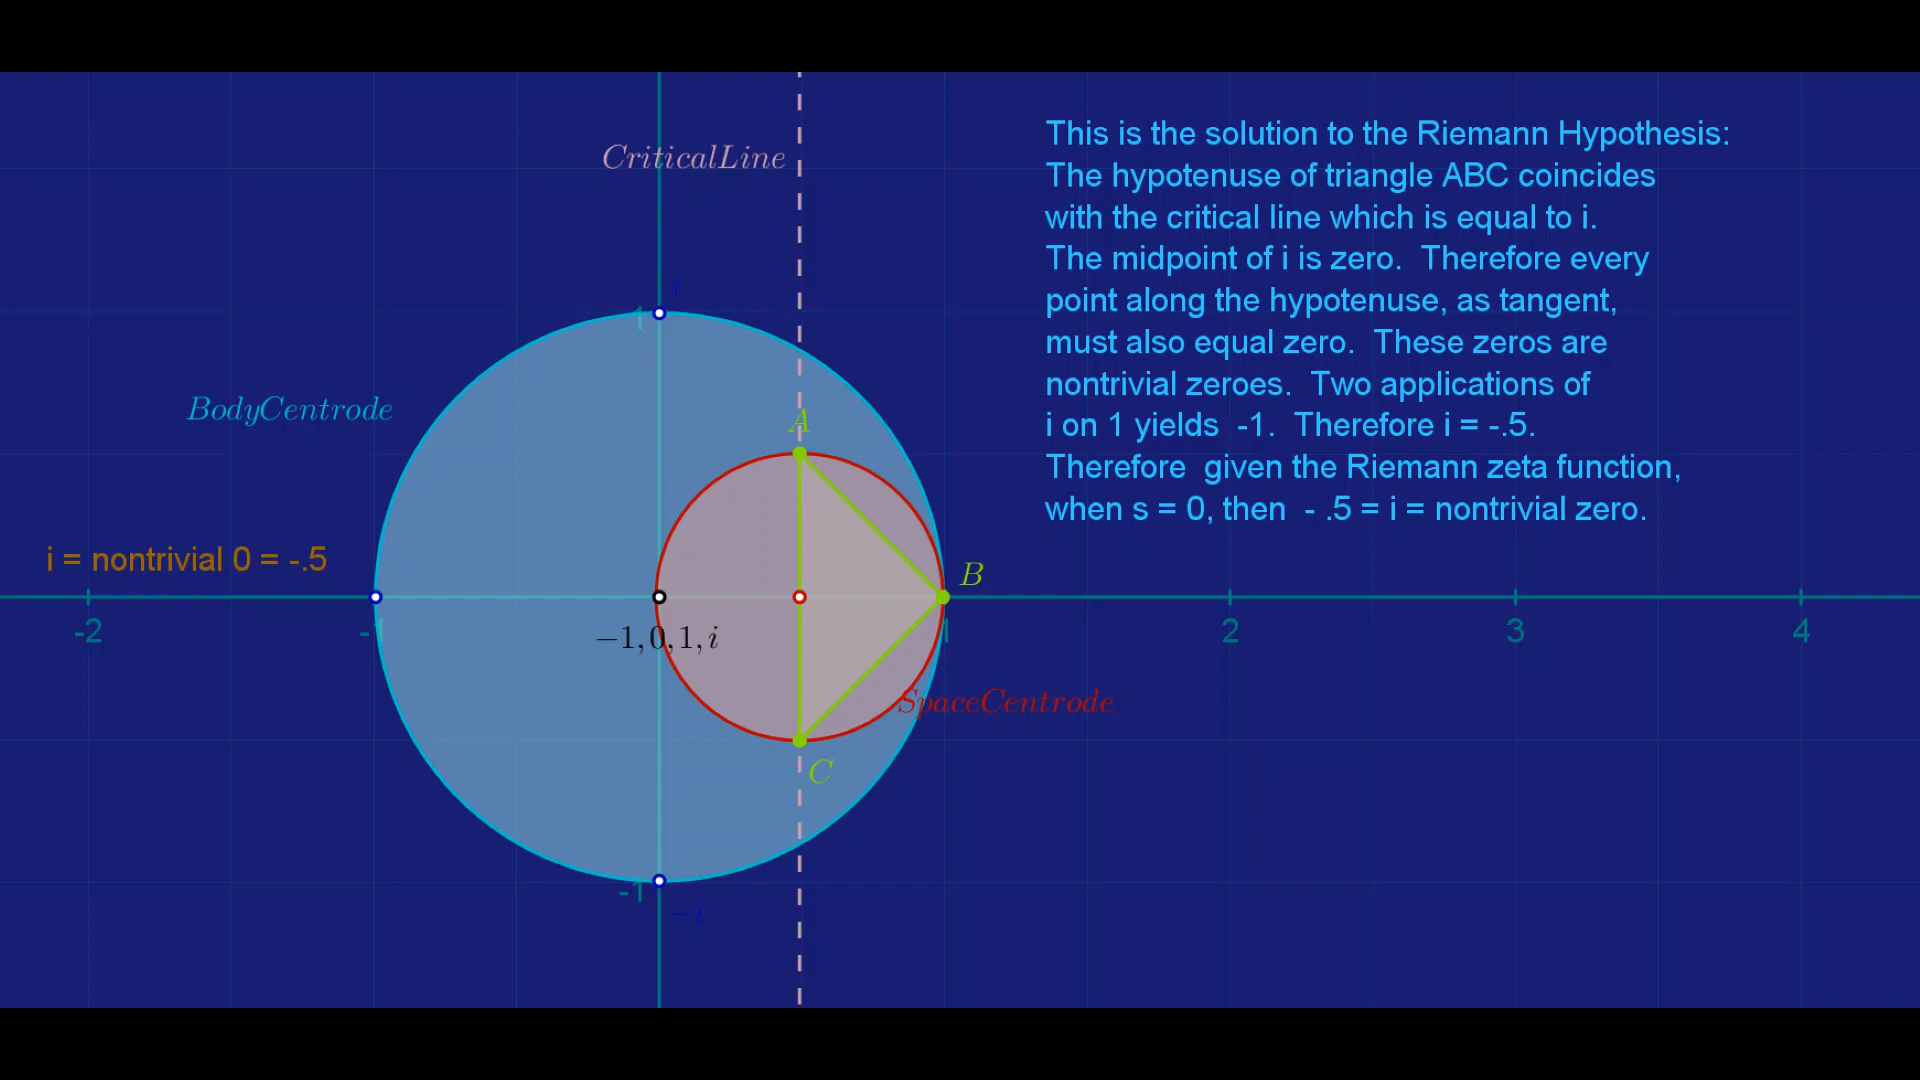 This is the solution to the Riemann Hypothesis:
The hypotenuse of triangle ABC coincides
with the critical line which is equal to i.
The midpoint of i is zero.  Therefore every
point along the hypotenuse, as tangent,
must also equal zero.  These zeros are
nontrivial zeroes.  Two applications of
i on 1 yields  -1.  Therefore i = -.5.
Therefore  given the Riemann zeta function,
when s = 0, then  - .5 = i = nontrivial zero.
CriticalLine
i
1
BodyCentrode
A
i = nontrivial 0 = -.5
B
-2
-1
−1,0,1,i
1
2
3
4
SpaceCentrode
C
-1
−i